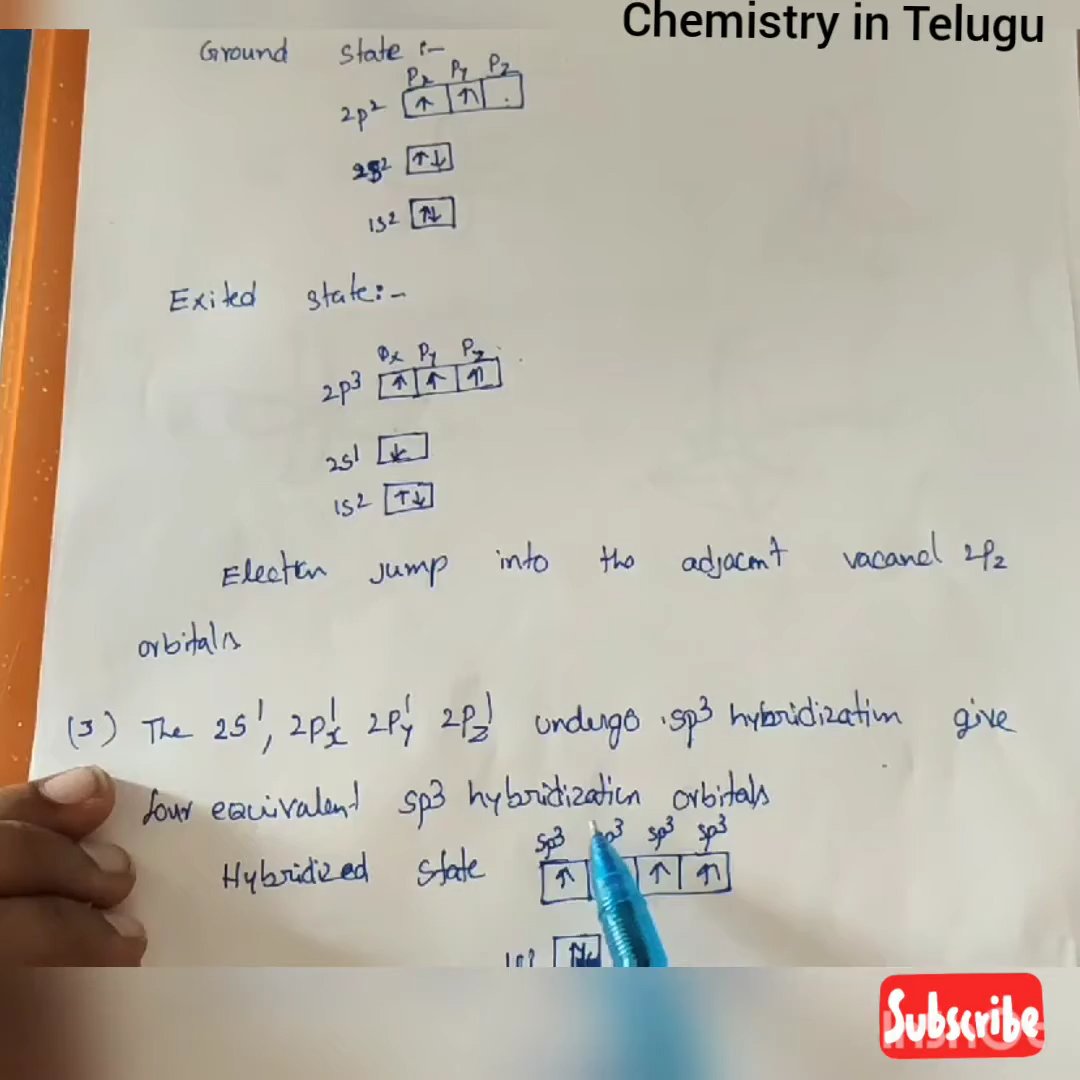 Chemistry in Telugu
Ground state :-
Px Py Pz
2p² ↑ ↑
2s² ↑↓
1s² ↑↓
Exited state:-
Px Py Pz
2p³ ↑ ↑ ↑
2s¹ ↓
1s² ↑↓
Electron jump into the adjacent 2Pz
orbitals
(3) The 2S¹, 2Px¹ 2Py¹ 2Pz¹ undergo sp3 hybridization give
four equivalent sp3 hybridization orbitals
sp3 sp3 sp3
Hybridized state ↑ ↑ ↑
↑↓
Subscribe